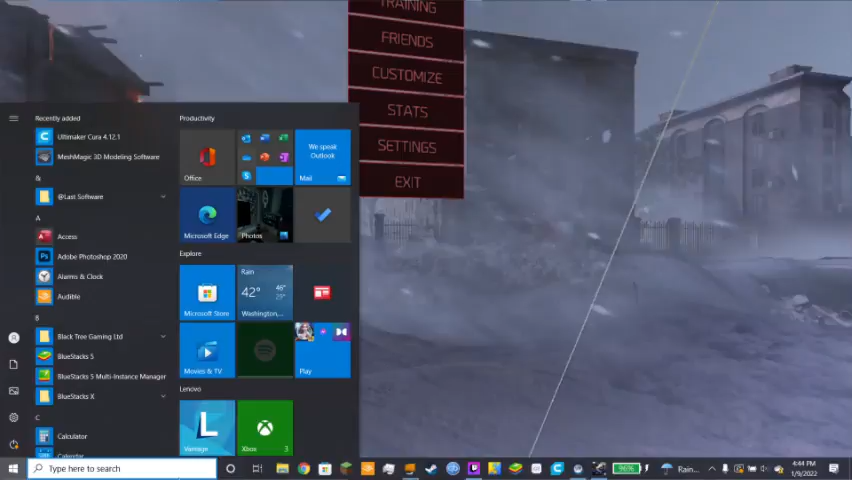 TRAINING
FRIENDS
CUSTOMIZE
STATS
SETTINGS
EXIT
Recently added
Ultimaker Cura 4.12.1
MeshMagic 3D Modeling Software
&
@Last Software
A
Access
Adobe Photoshop 2020
Alarms & Clock
Audible
B
Black Tree Gaming Ltd
BlueStacks 5
BlueStacks 5 Multi-Instance Manager
BlueStacks X
C
Calculator
Calendar
Productivity
Office
We speak
Outlook
Mail
Microsoft Edge
Photos
Explore
Microsoft Store
Rain
42°
46°
Washington,...
Movies & TV
Play
Lenovo
L
Vantage
Xbox
3
Type here to search
96%
Rain...
4:44 PM
1/9/2022